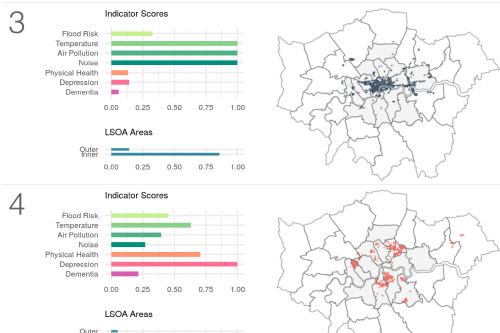 3
Indicator Scores
Flood Risk
Temperature
Air Pollution
Noise
Physical Health
Depression
Dementia
0.00 0.25 0.50 0.75 1.00
LSOA Areas
Outer
Inner
0.00 0.25 0.50 0.75 1.00
4
Indicator Scores
Flood Risk
Temperature
Air Pollution
Noise
Physical Health
Depression
Dementia
0.00 0.25 0.50 0.75 1.00
LSOA Areas
Outer